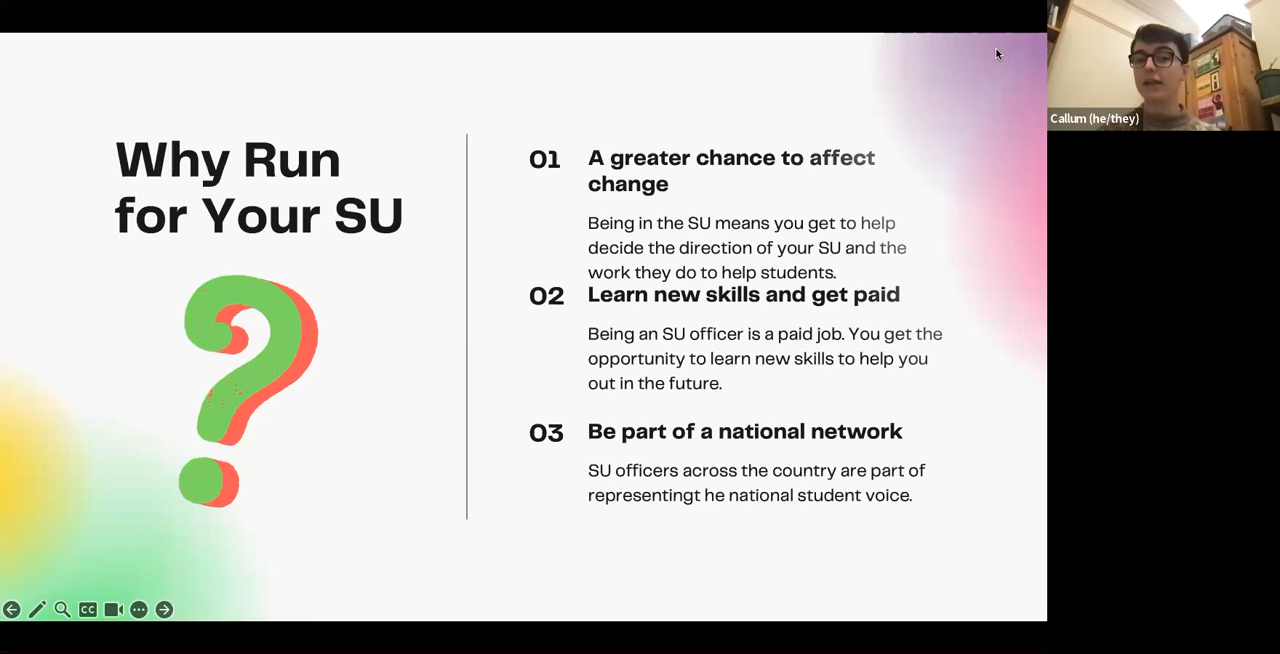 Why Run
for Your SU
01
A greater chance to affect
change
Being in the SU means you get to help
decide the direction of your SU and the
work they do to help students.
02
Learn new skills and get paid
Being an SU officer is a paid job. You get the
opportunity to learn new skills to help you
out in the future.
03
Be part of a national network
SU officers across the country are part of
representingt he national student voice.
?
CC
Callum (he/they)